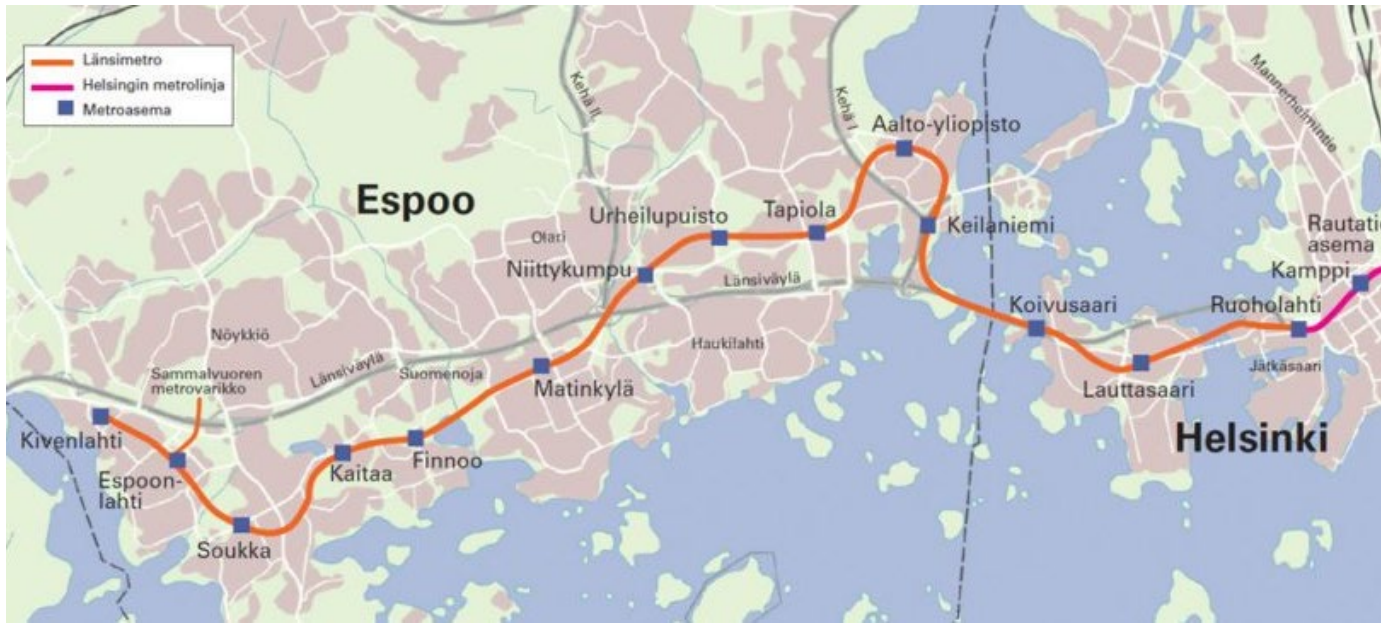 Länsimetro
Helsingin metrolinja
Metroasema
Kehä II
Kehä I
Mannerheimintie
Aalto-yliopisto
Espoo
Urheilupuisto
Tapiola
Keilaniemi
Olari
Rautatie
asema
Niittykumpu
Länsiväylä
Kamppi
Koivusaari
Ruoholahti
Nöykkiö
Haukilahti
Sammalvuoren
metrovarikko
Länsiväylä
Suomenoja
Jätkäsaari
Matinkylä
Lauttasaari
Kivenlahti
Helsinki
Finnoo
Kaitaa
Espoon-
lahti
Soukka